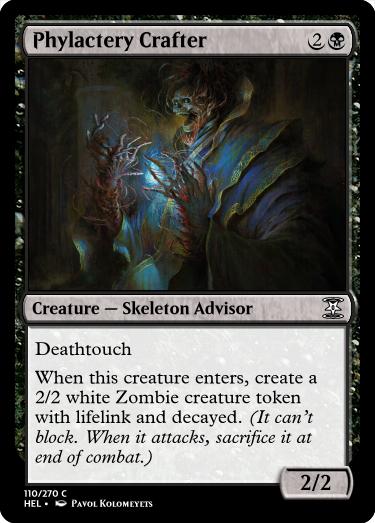 Phylactery Crafter 2
Creature — Skeleton Advisor
Deathtouch
When this creature enters, create a
2/2 white Zombie creature token
with lifelink and decayed. (It can't
block. When it attacks, sacrifice it at
end of combat.)
2/2
110/270 C
HEL • Pavol Kolomeyets